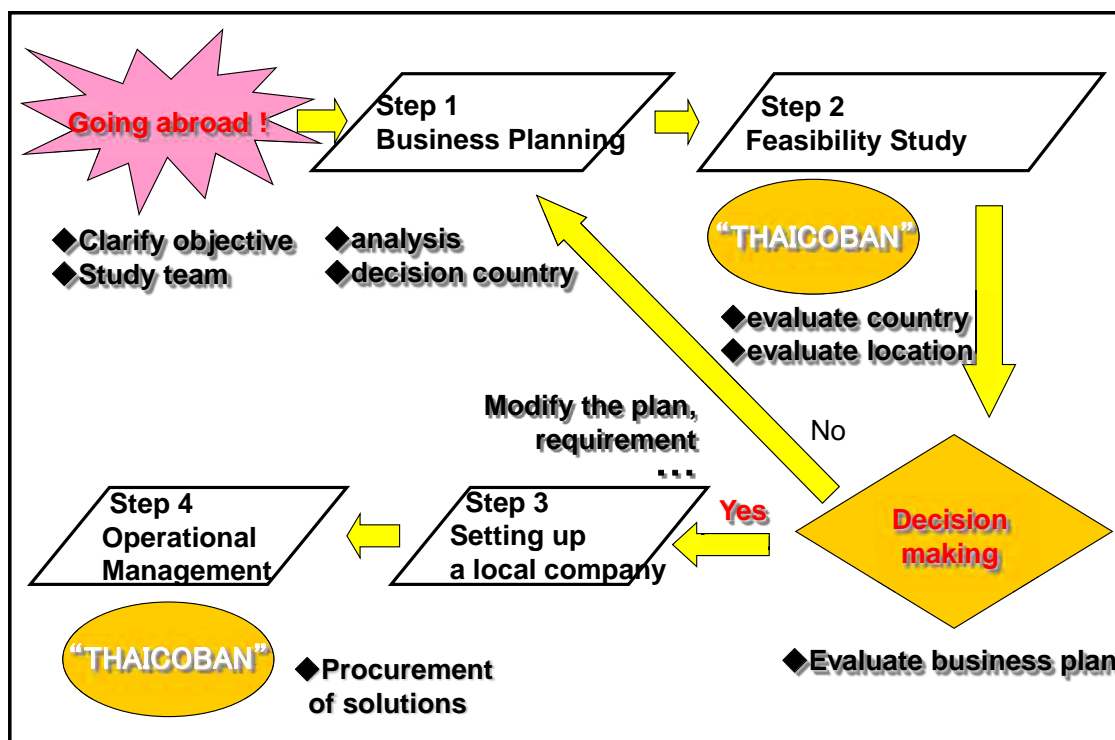 Going abroad !
Step 1
Business Planning
Step 2
Feasibility Study
◆Clarify objective
◆Study team
◆analysis
◆decision country
“THAICOBAN”
◆evaluate country
◆evaluate location
Modify the plan,
requirement
...
No
Yes
Decision
making
◆Evaluate business plan
Step 3
Setting up
a local company
Step 4
Operational
Management
“THAICOBAN”
◆Procurement
of solutions